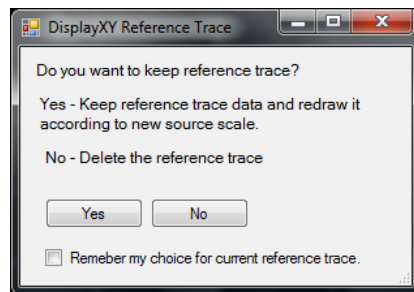 DisplayXY Reference Trace
Do you want to keep reference trace?
Yes - Keep reference trace data and redraw it
according to new source scale.
No - Delete the reference trace
Yes No
Remeber my choice for current reference trace.